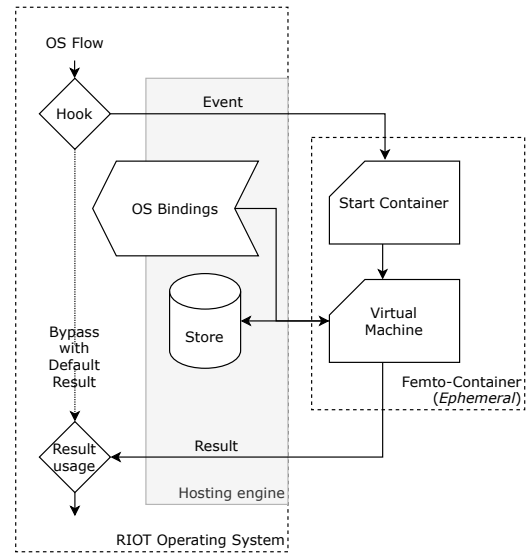 OS Flow
Hook
Event
OS Bindings
Start Container
Store
Virtual
Machine
Bypass
with
Default
Result
Femto-Container
(Ephemeral)
Result
usage
Result
Hosting engine
RIOT Operating System